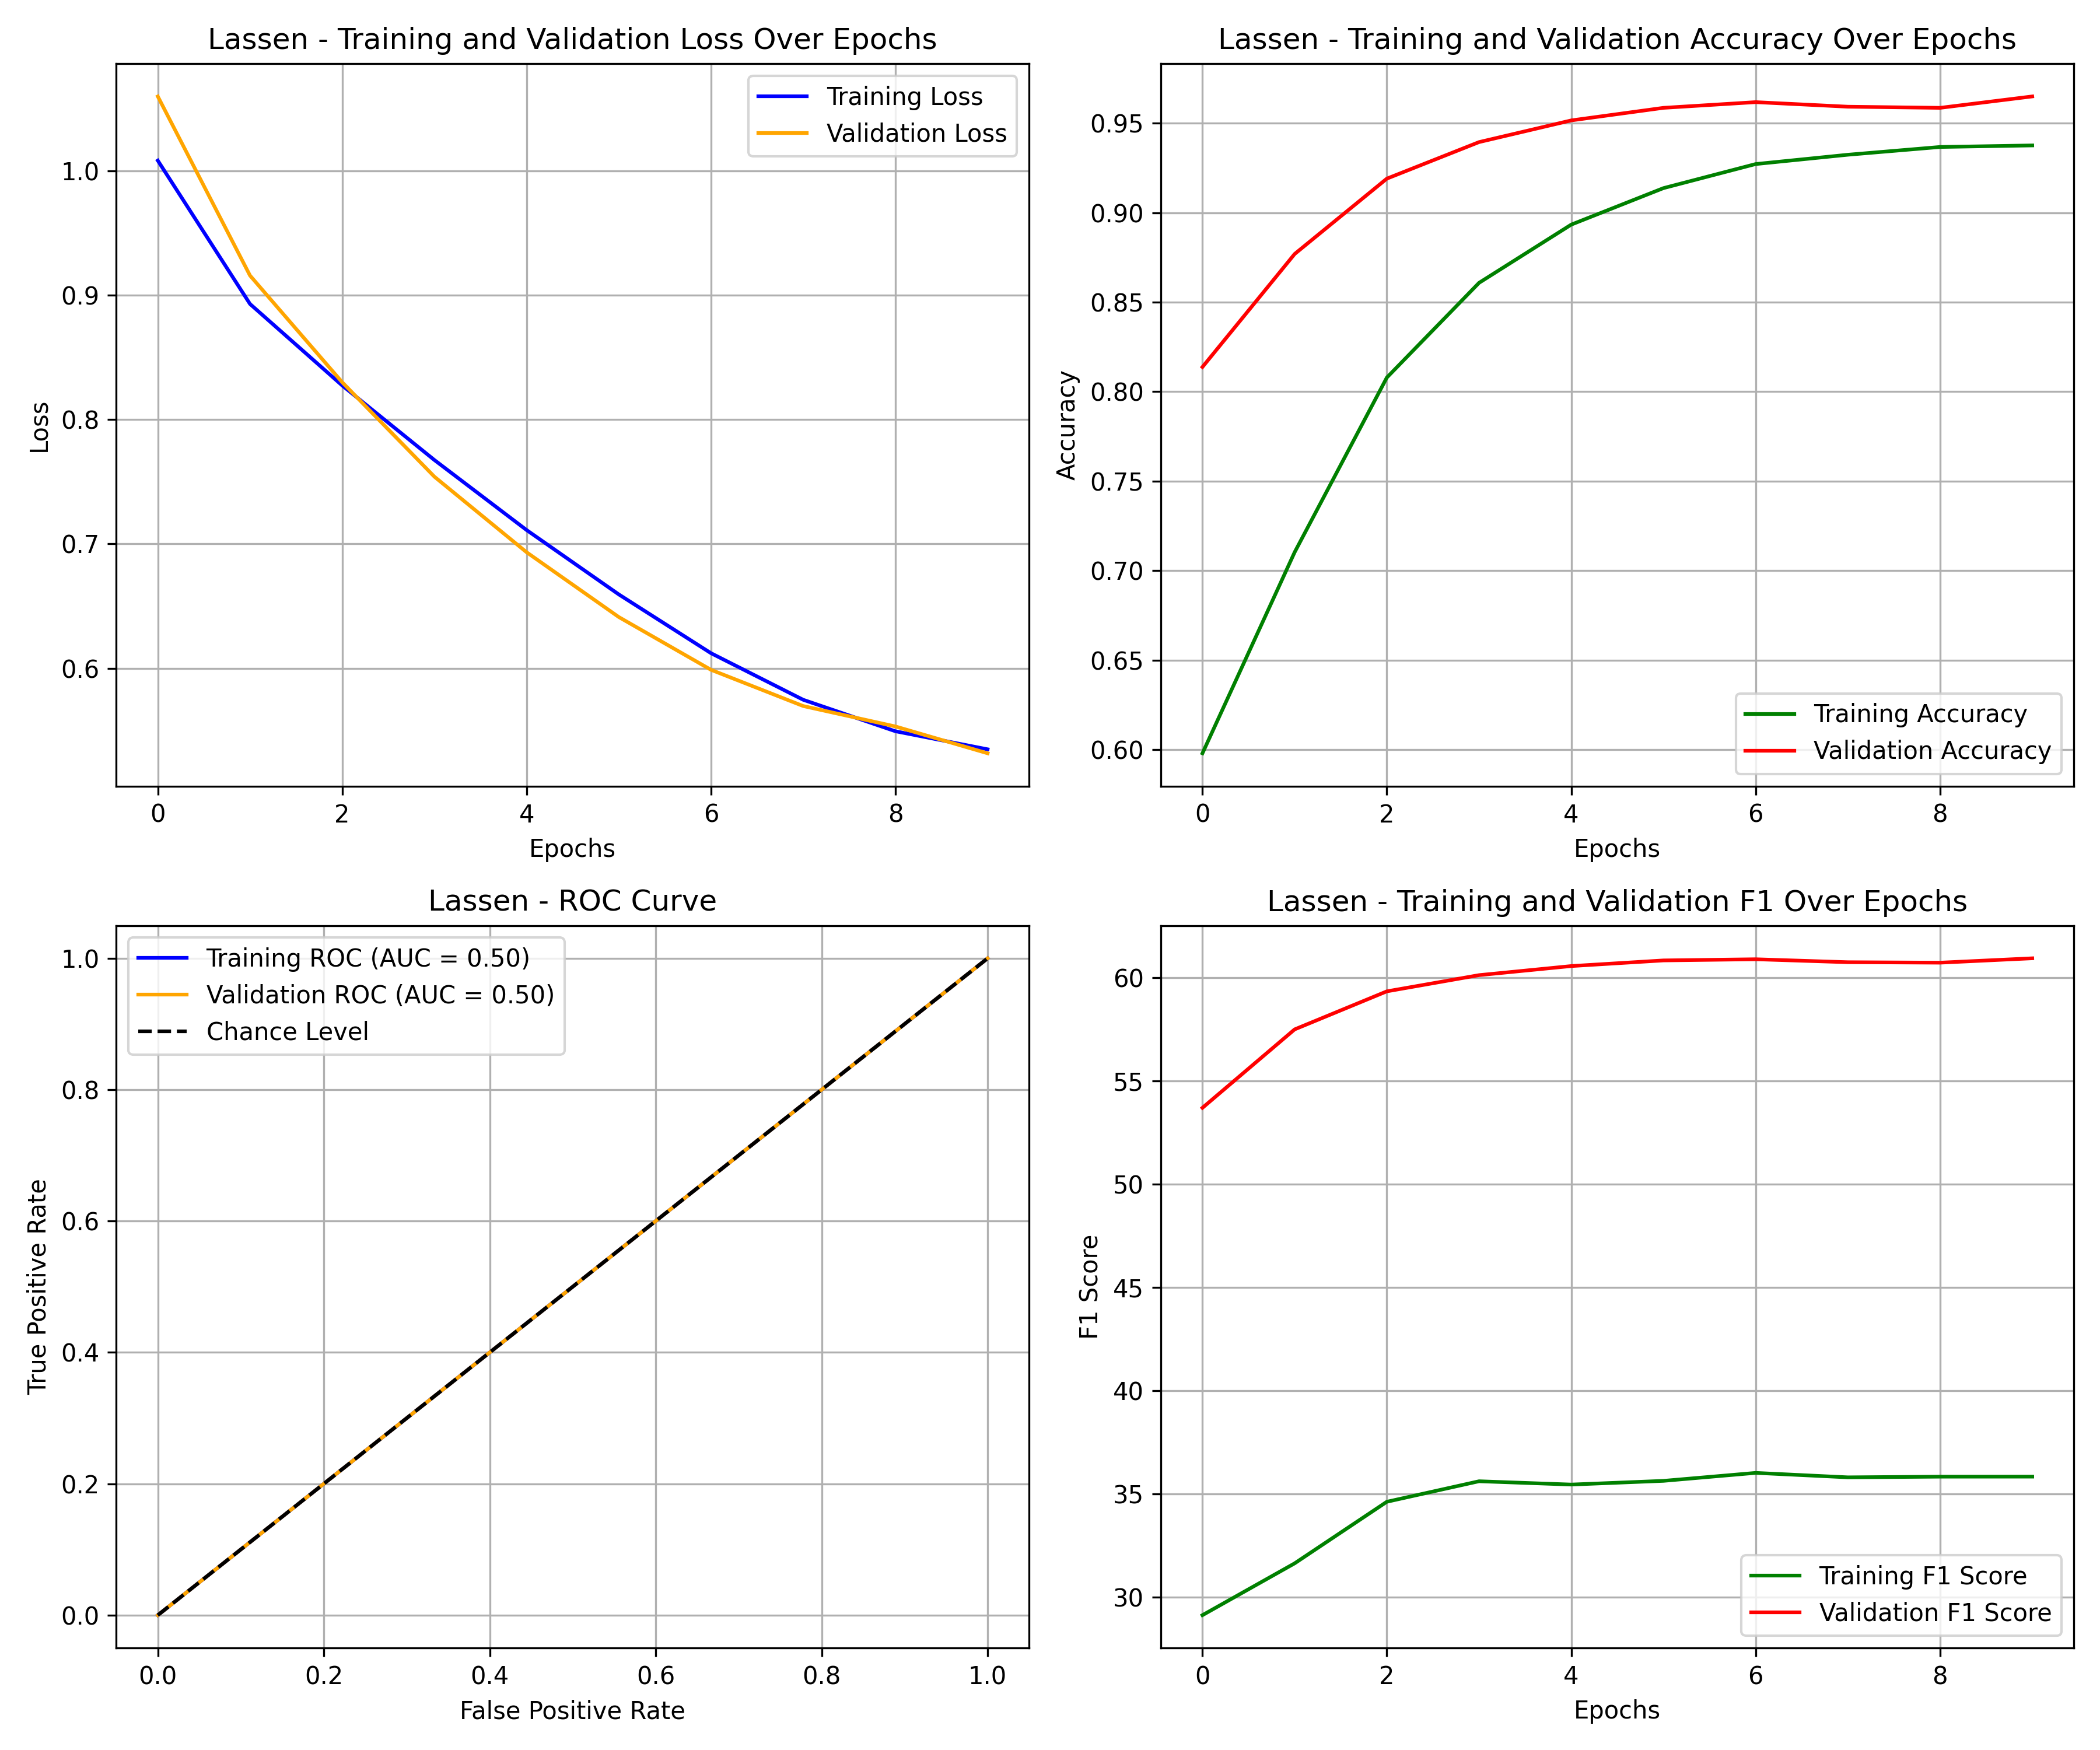 Lassen - Training and Validation Loss Over Epochs
Training Loss
Validation Loss
1.0
0.9
0.8
0.7
0.6
Loss
0
2
4
6
8
Epochs
Lassen - Training and Validation Accuracy Over Epochs
0.95
0.90
0.85
0.80
0.75
0.70
0.65
0.60
Accuracy
Training Accuracy
Validation Accuracy
0
2
4
6
8
Epochs
Lassen - ROC Curve
Training ROC (AUC = 0.50)
Validation ROC (AUC = 0.50)
Chance Level
1.0
0.8
0.6
0.4
0.2
0.0
True Positive Rate
0.0
0.2
0.4
0.6
0.8
1.0
False Positive Rate
Lassen - Training and Validation F1 Over Epochs
60
55
50
45
40
35
30
F1 Score
Training F1 Score
Validation F1 Score
0
2
4
6
8
Epochs